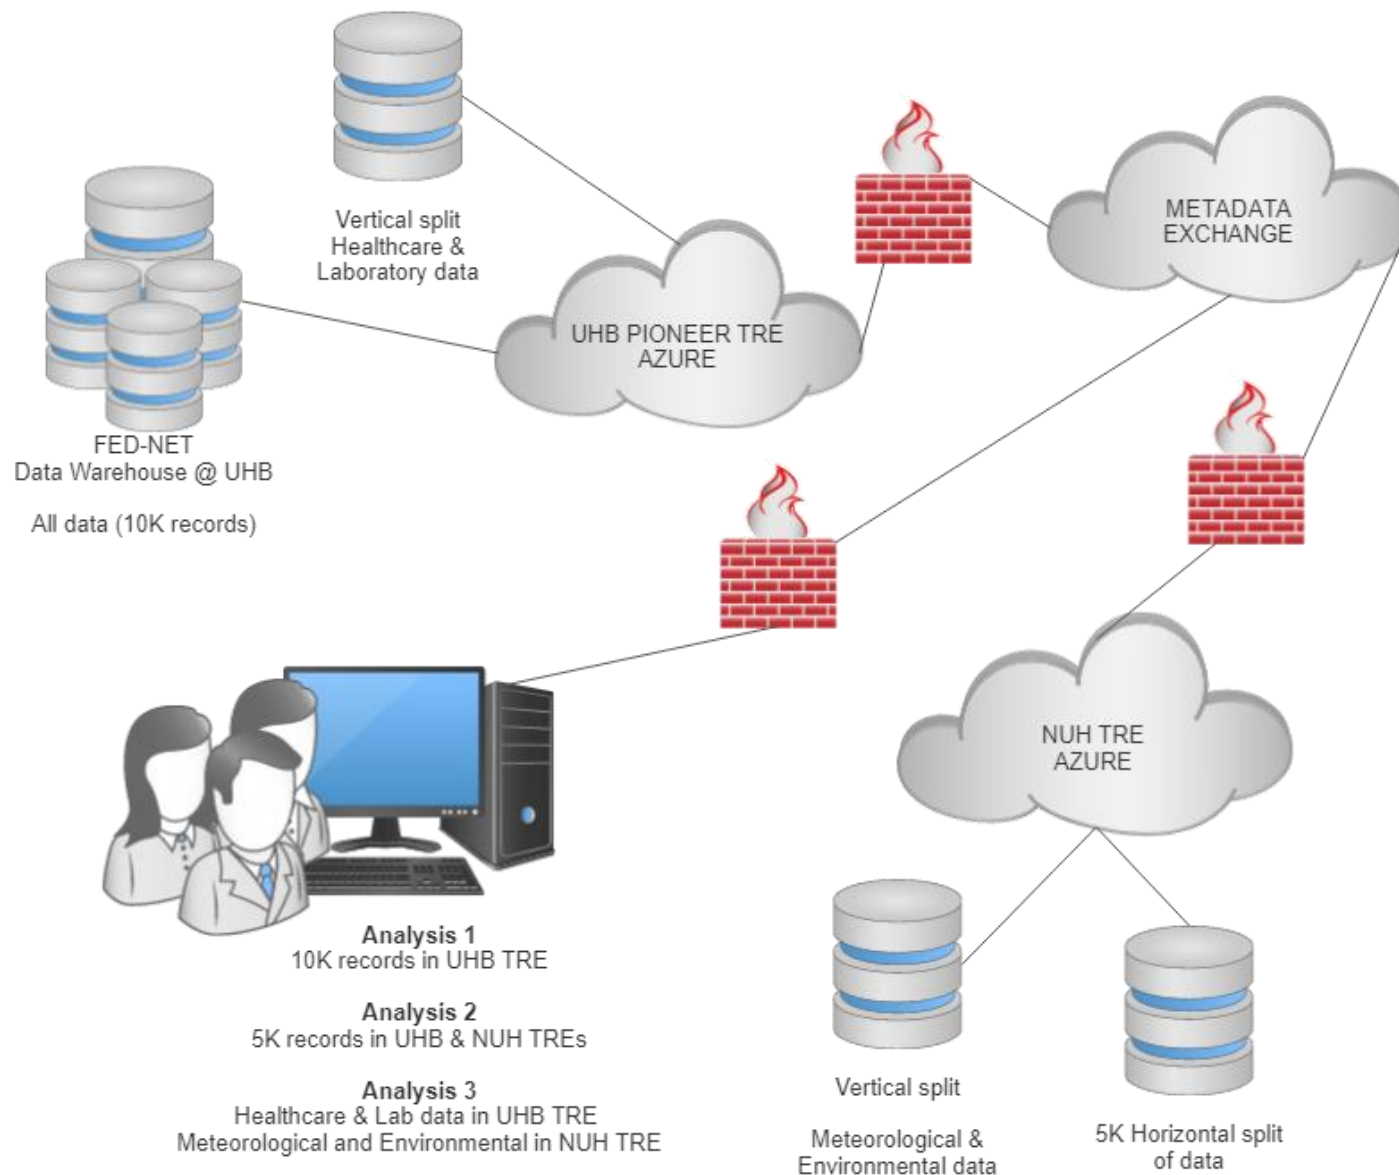 Vertical split
Healthcare &
Laboratory data
METADATA
EXCHANGE
UHB PIONEER TRE
AZURE
FED-NET
Data Warehouse @ UHB
All data (10K records)
NUH TRE
AZURE
Analysis 1
10K records in UHB TRE
Analysis 2
5K records in UHB & NUH TREs
Analysis 3
Healthcare & Lab data in UHB TRE
Meteorological and Environmental in NUH TRE
Vertical split
Meteorological &
Environmental data
5K Horizontal split
of data